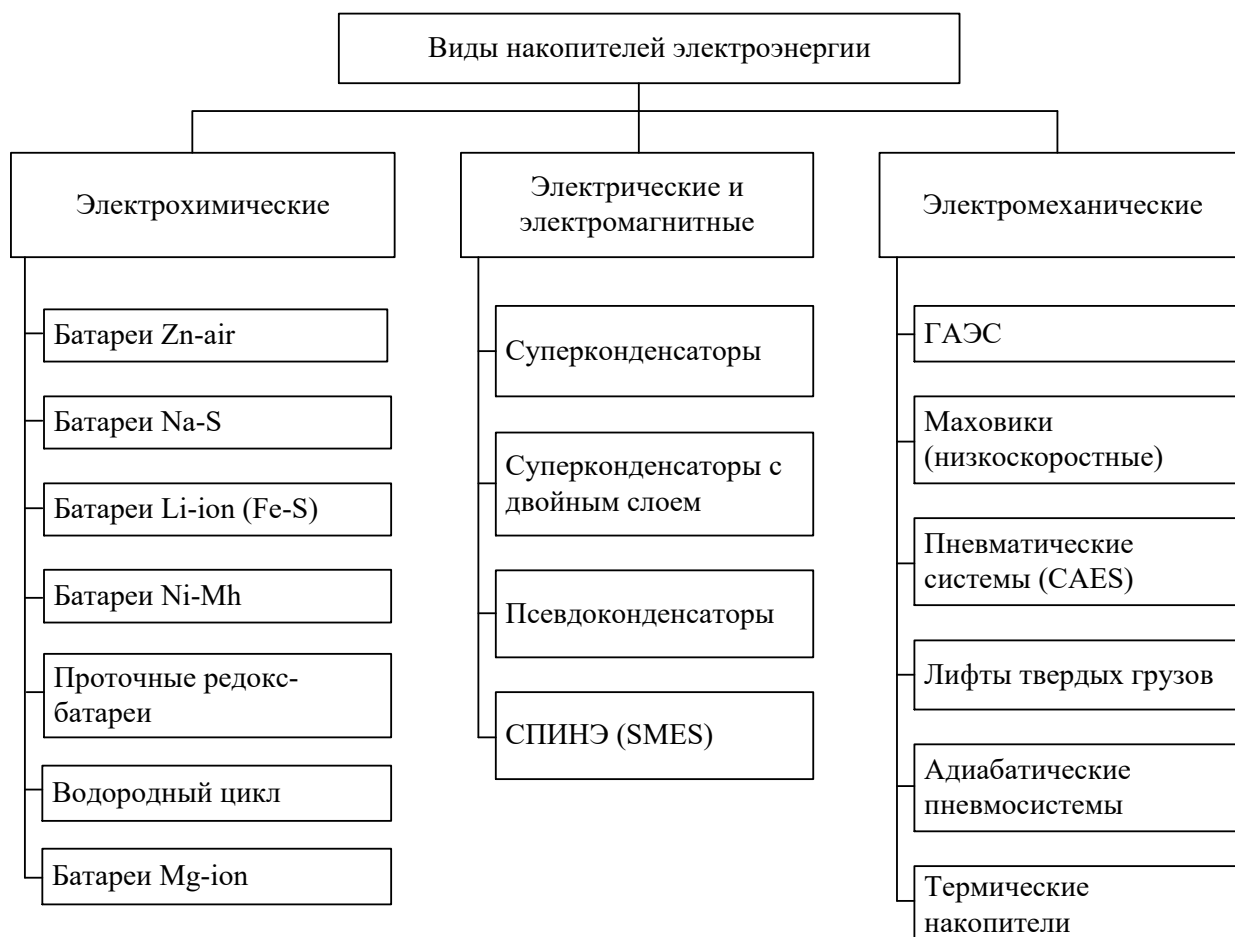 Виды накопителей электроэнергии
Электрохимические
Батареи Zn-air
Батареи Na-S
Батареи Li-ion (Fe-S)
Батареи Ni-Mh
Проточные редокс-
батареи
Водородный цикл
Батареи Mg-ion
Электрические и
электромагнитные
Суперконденсаторы
Суперконденсаторы с
двойным слоем
Псевдоконденсаторы
СПИНЭ (SMES)
Электромеханические
ГАЭС
Маховики
(низкоскоростные)
Пневматические
системы (CAES)
Лифты твердых грузов
Адиабатические
пневмосистемы
Термические
накопители